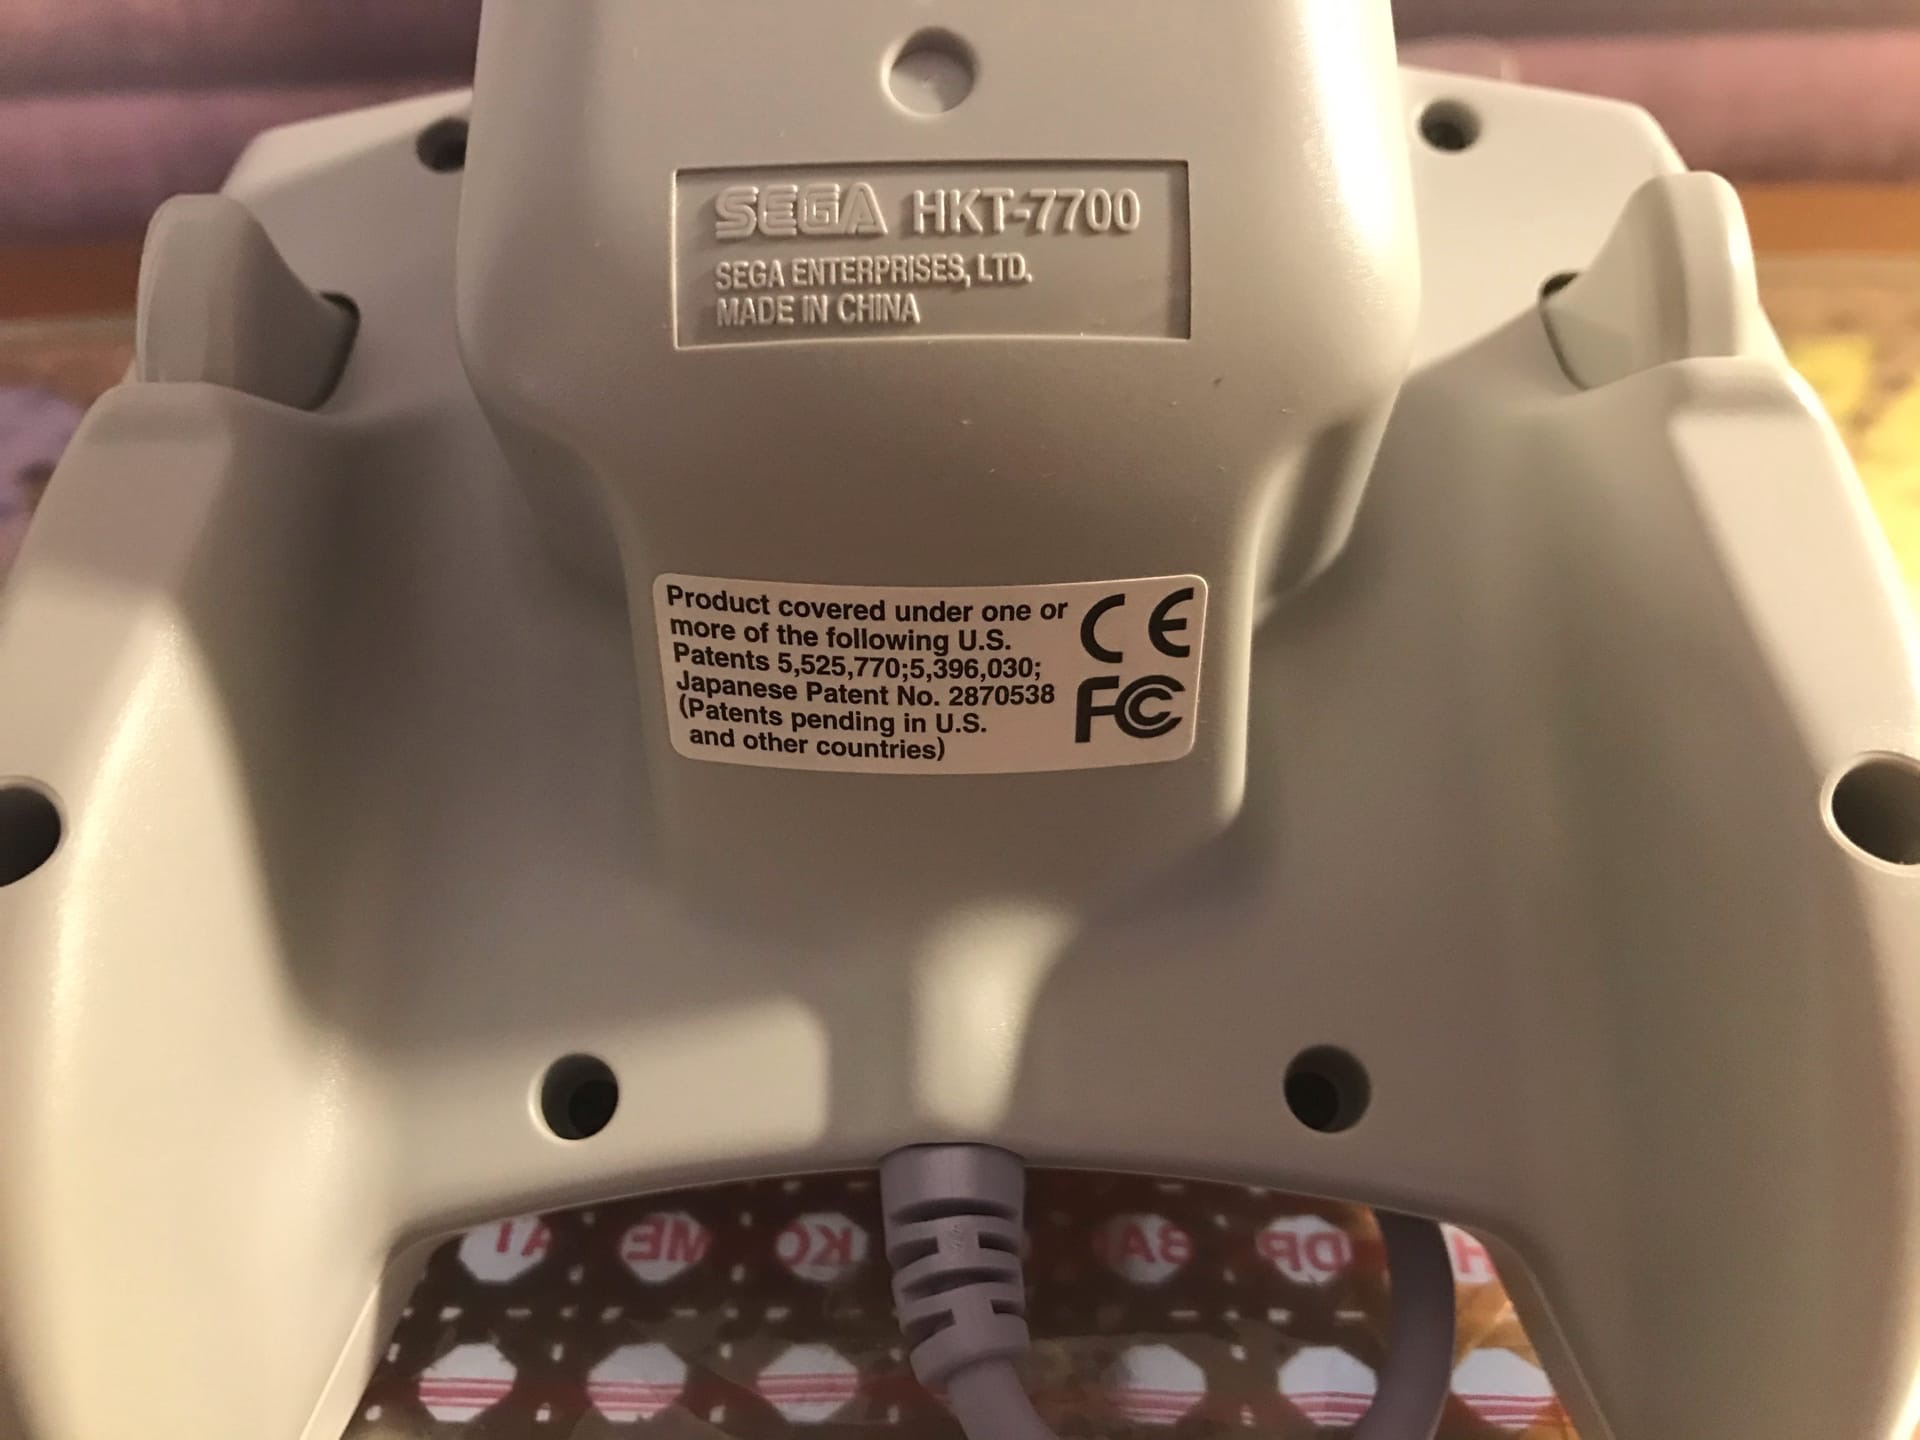 SEGA HKT-7700
SEGA ENTERPRISES, LTD.
MADE IN CHINA
Product covered under one or
more of the following U.S.
Patents 5,525,770;5,396,030;
Japanese Patent No. 2870538
(Patents pending in U.S.
and other countries)
CE
FC